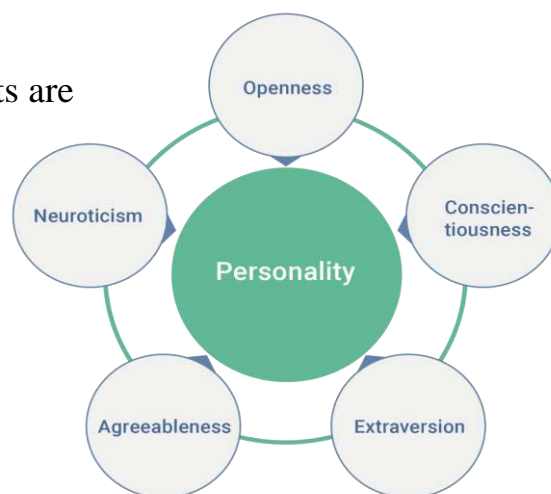 ts are
Openness
Neuroticism
Conscien-
tiousness
Personality
Agreeableness
Extraversion